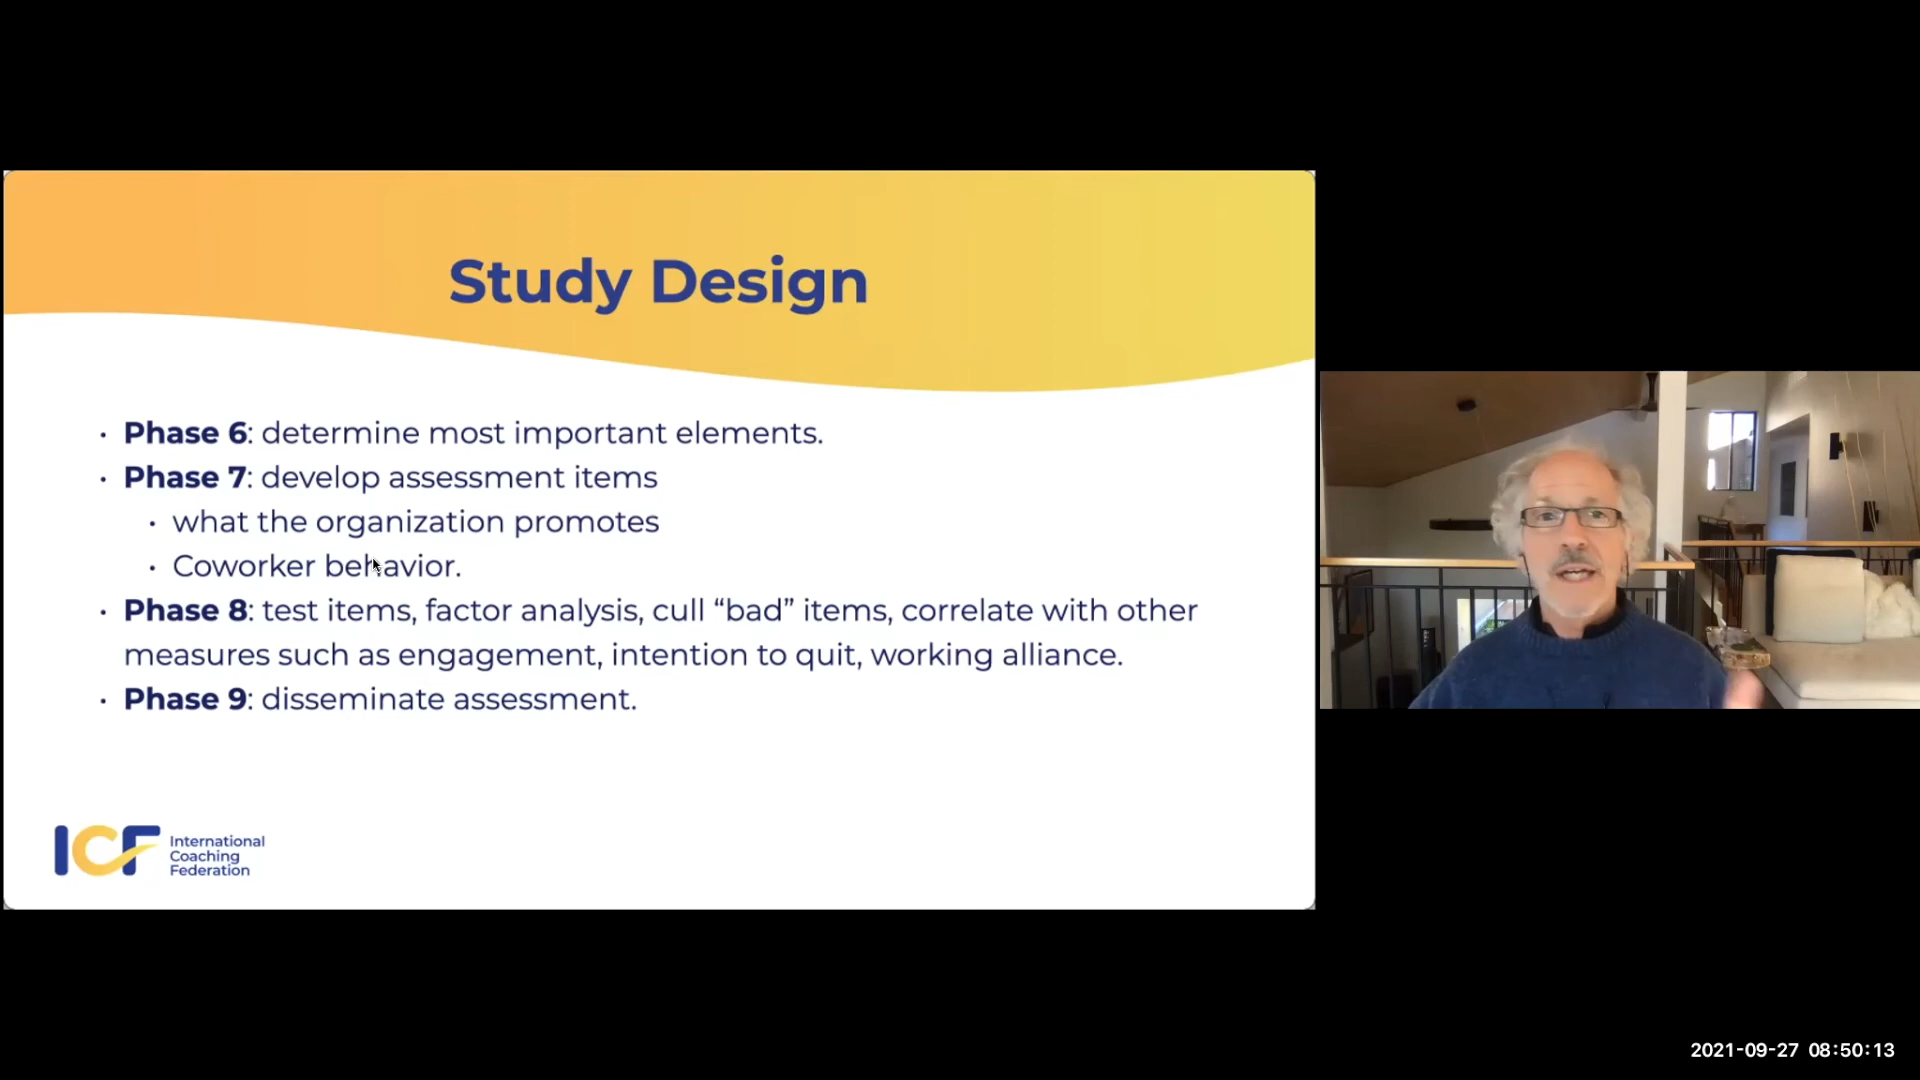 Study Design
• Phase 6: determine most important elements.
• Phase 7: develop assessment items
• what the organization promotes
• Coworker behavior.
• Phase 8: test items, factor analysis, cull “bad” items, correlate with other
measures such as engagement, intention to quit, working alliance.
• Phase 9: disseminate assessment.
ICF
International
Coaching
Federation
2021-09-27 08:50:13